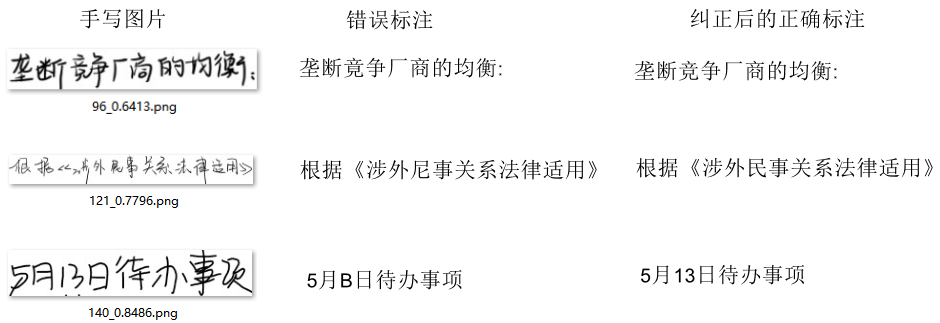 手写图片 错误标注 纠正后的正确标注
垄断竞争厂商的均衡: 垄断竟争厂商的均衡: 垄断竞争厂商的均衡:
96_0.6413.png
根据《涉外民事关系法律适用》 根据《涉外尼事关系法律适用》 根据《涉外民事关系法律适用》
121_0.7796.png
5月13日待办事项 5月B日待办事项 5月13日待办事项
140_0.8486.png